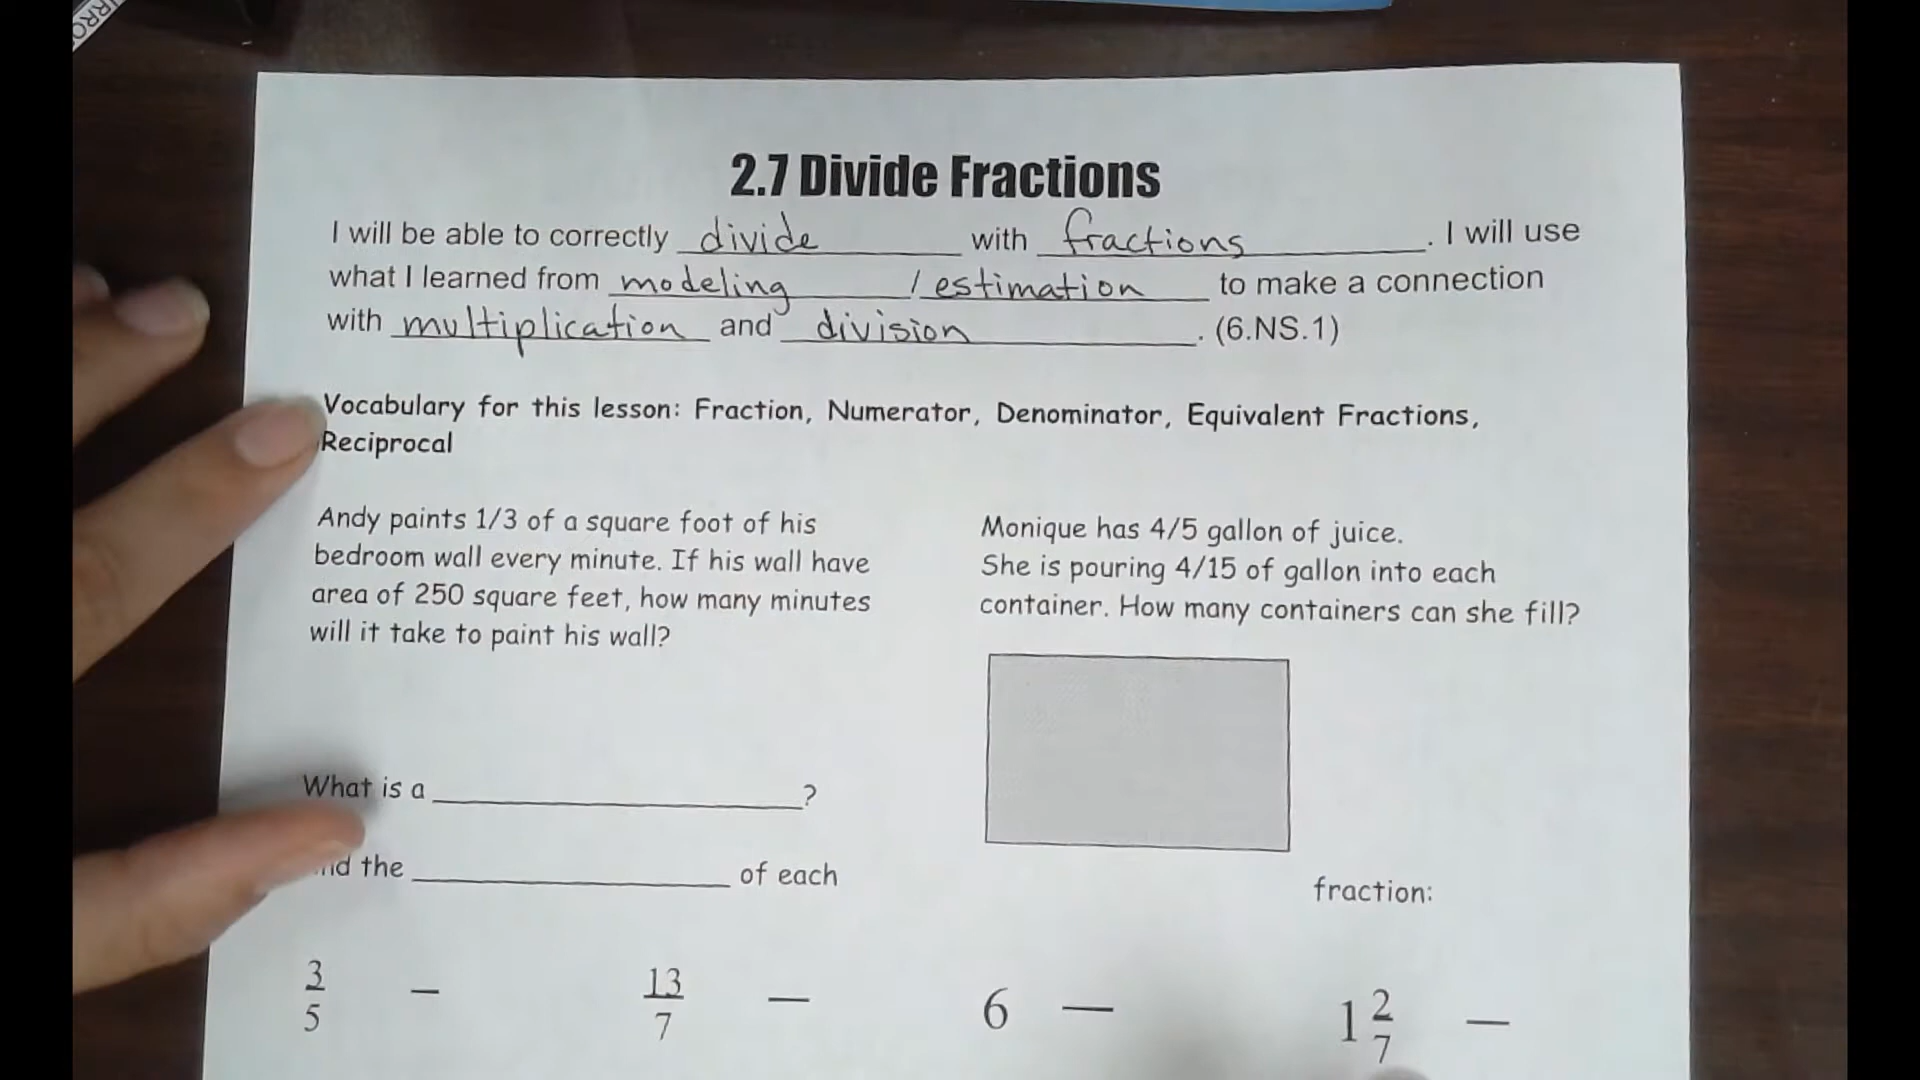 2.7 Divide Fractions
I will be able to correctly divide with fractions. I will use
what I learned from modeling / estimation to make a connection
with multiplication and division. (6.NS.1)
Vocabulary for this lesson: Fraction, Numerator, Denominator, Equivalent Fractions,
Reciprocal
Andy paints 1/3 of a square foot of his
bedroom wall every minute. If his wall have
area of 250 square feet, how many minutes
will it take to paint his wall?
Monique has 4/5 gallon of juice.
She is pouring 4/15 of gallon into each
container. How many containers can she fill?
What is a ____________________?
the ____________________ of each
fraction:
3/5 — 13/7 — 6 — 1 2/7 —